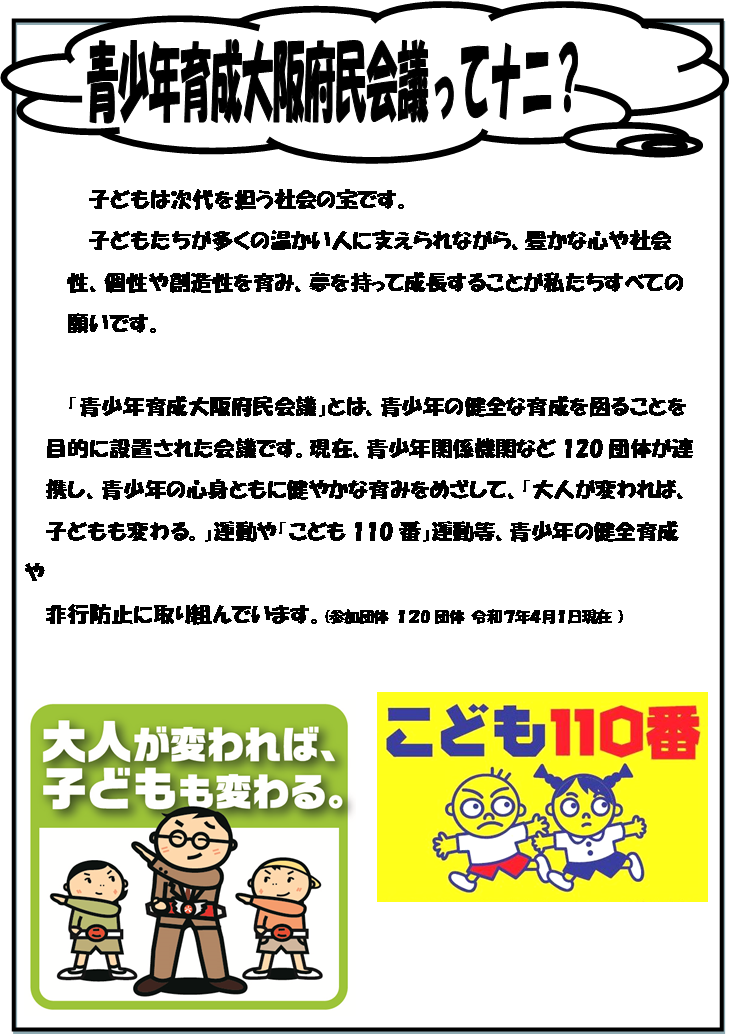 青少年育成大阪府民会議ってナニ？
子どもは次代を担う社会の宝です。
子どもたちが多くの温かい人に支えられながら、豊かな心や社会
性、個性や創造性を育み、夢を持って成長することが私たちすべての
願いです。
「青少年育成大阪府民会議」とは、青少年の健全な育成を図ることを
目的に設置された会議です。現在、青少年関係機関など120団体が連
携し、青少年の心身ともに健やかな育みをめざして、「大人が変われば、
子どもも変わる。」運動や「こども110番」運動等、青少年の健全育成
や
非行防止に取り組んでいます。（参加団体 120団体 令和7年4月1日現在 ）
大人が変われば、
子どもも変わる。
こども110番